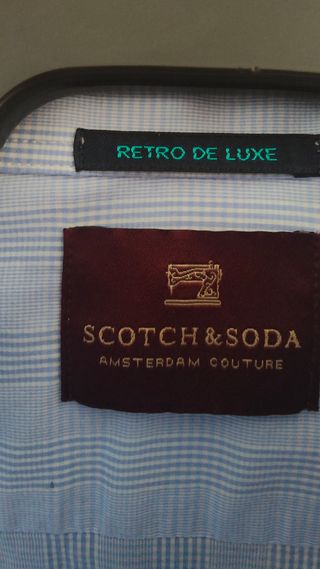 RETRO DE LUXE
SCOTCH & SODA
AMSTERDAM COUTURE